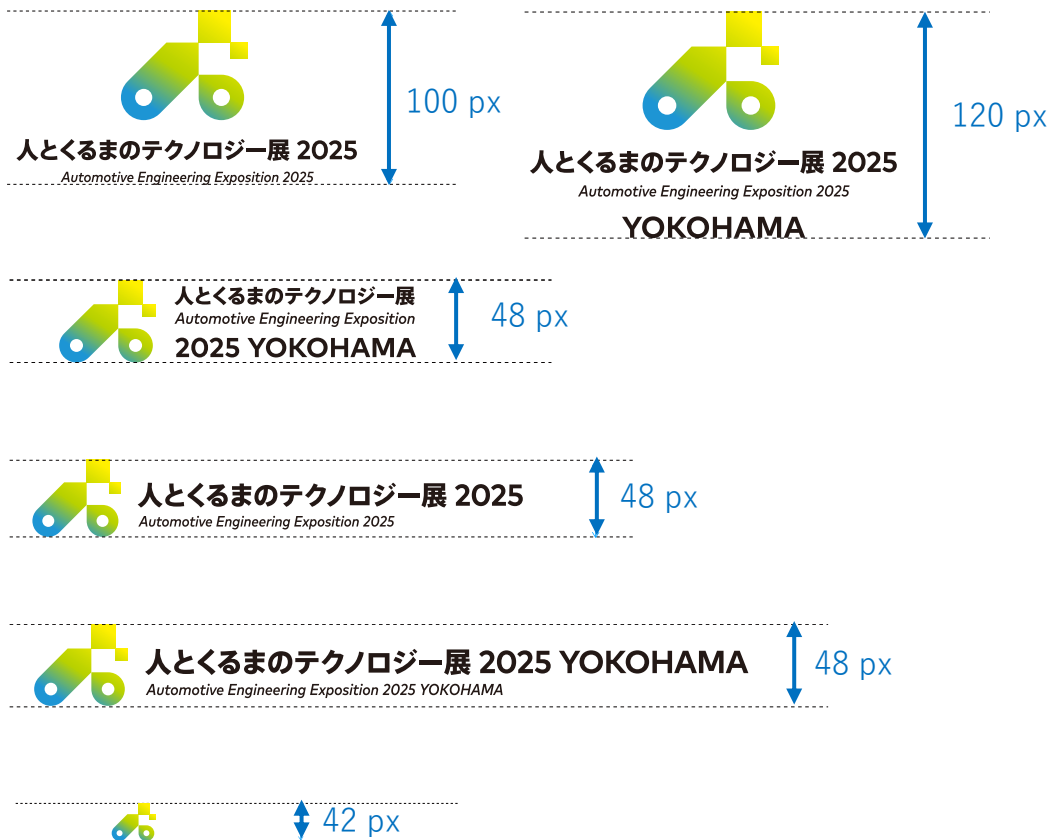 人とくるまのテクノロジー展 2025
Automotive Engineering Exposition 2025
100 px
人とくるまのテクノロジー展 2025
Automotive Engineering Exposition 2025
YOKOHAMA
120 px
人とくるまのテクノロジー展
Automotive Engineering Exposition
2025 YOKOHAMA
48 px
人とくるまのテクノロジー展 2025
Automotive Engineering Exposition 2025
48 px
人とくるまのテクノロジー展 2025 YOKOHAMA
Automotive Engineering Exposition 2025 YOKOHAMA
48 px
42 px